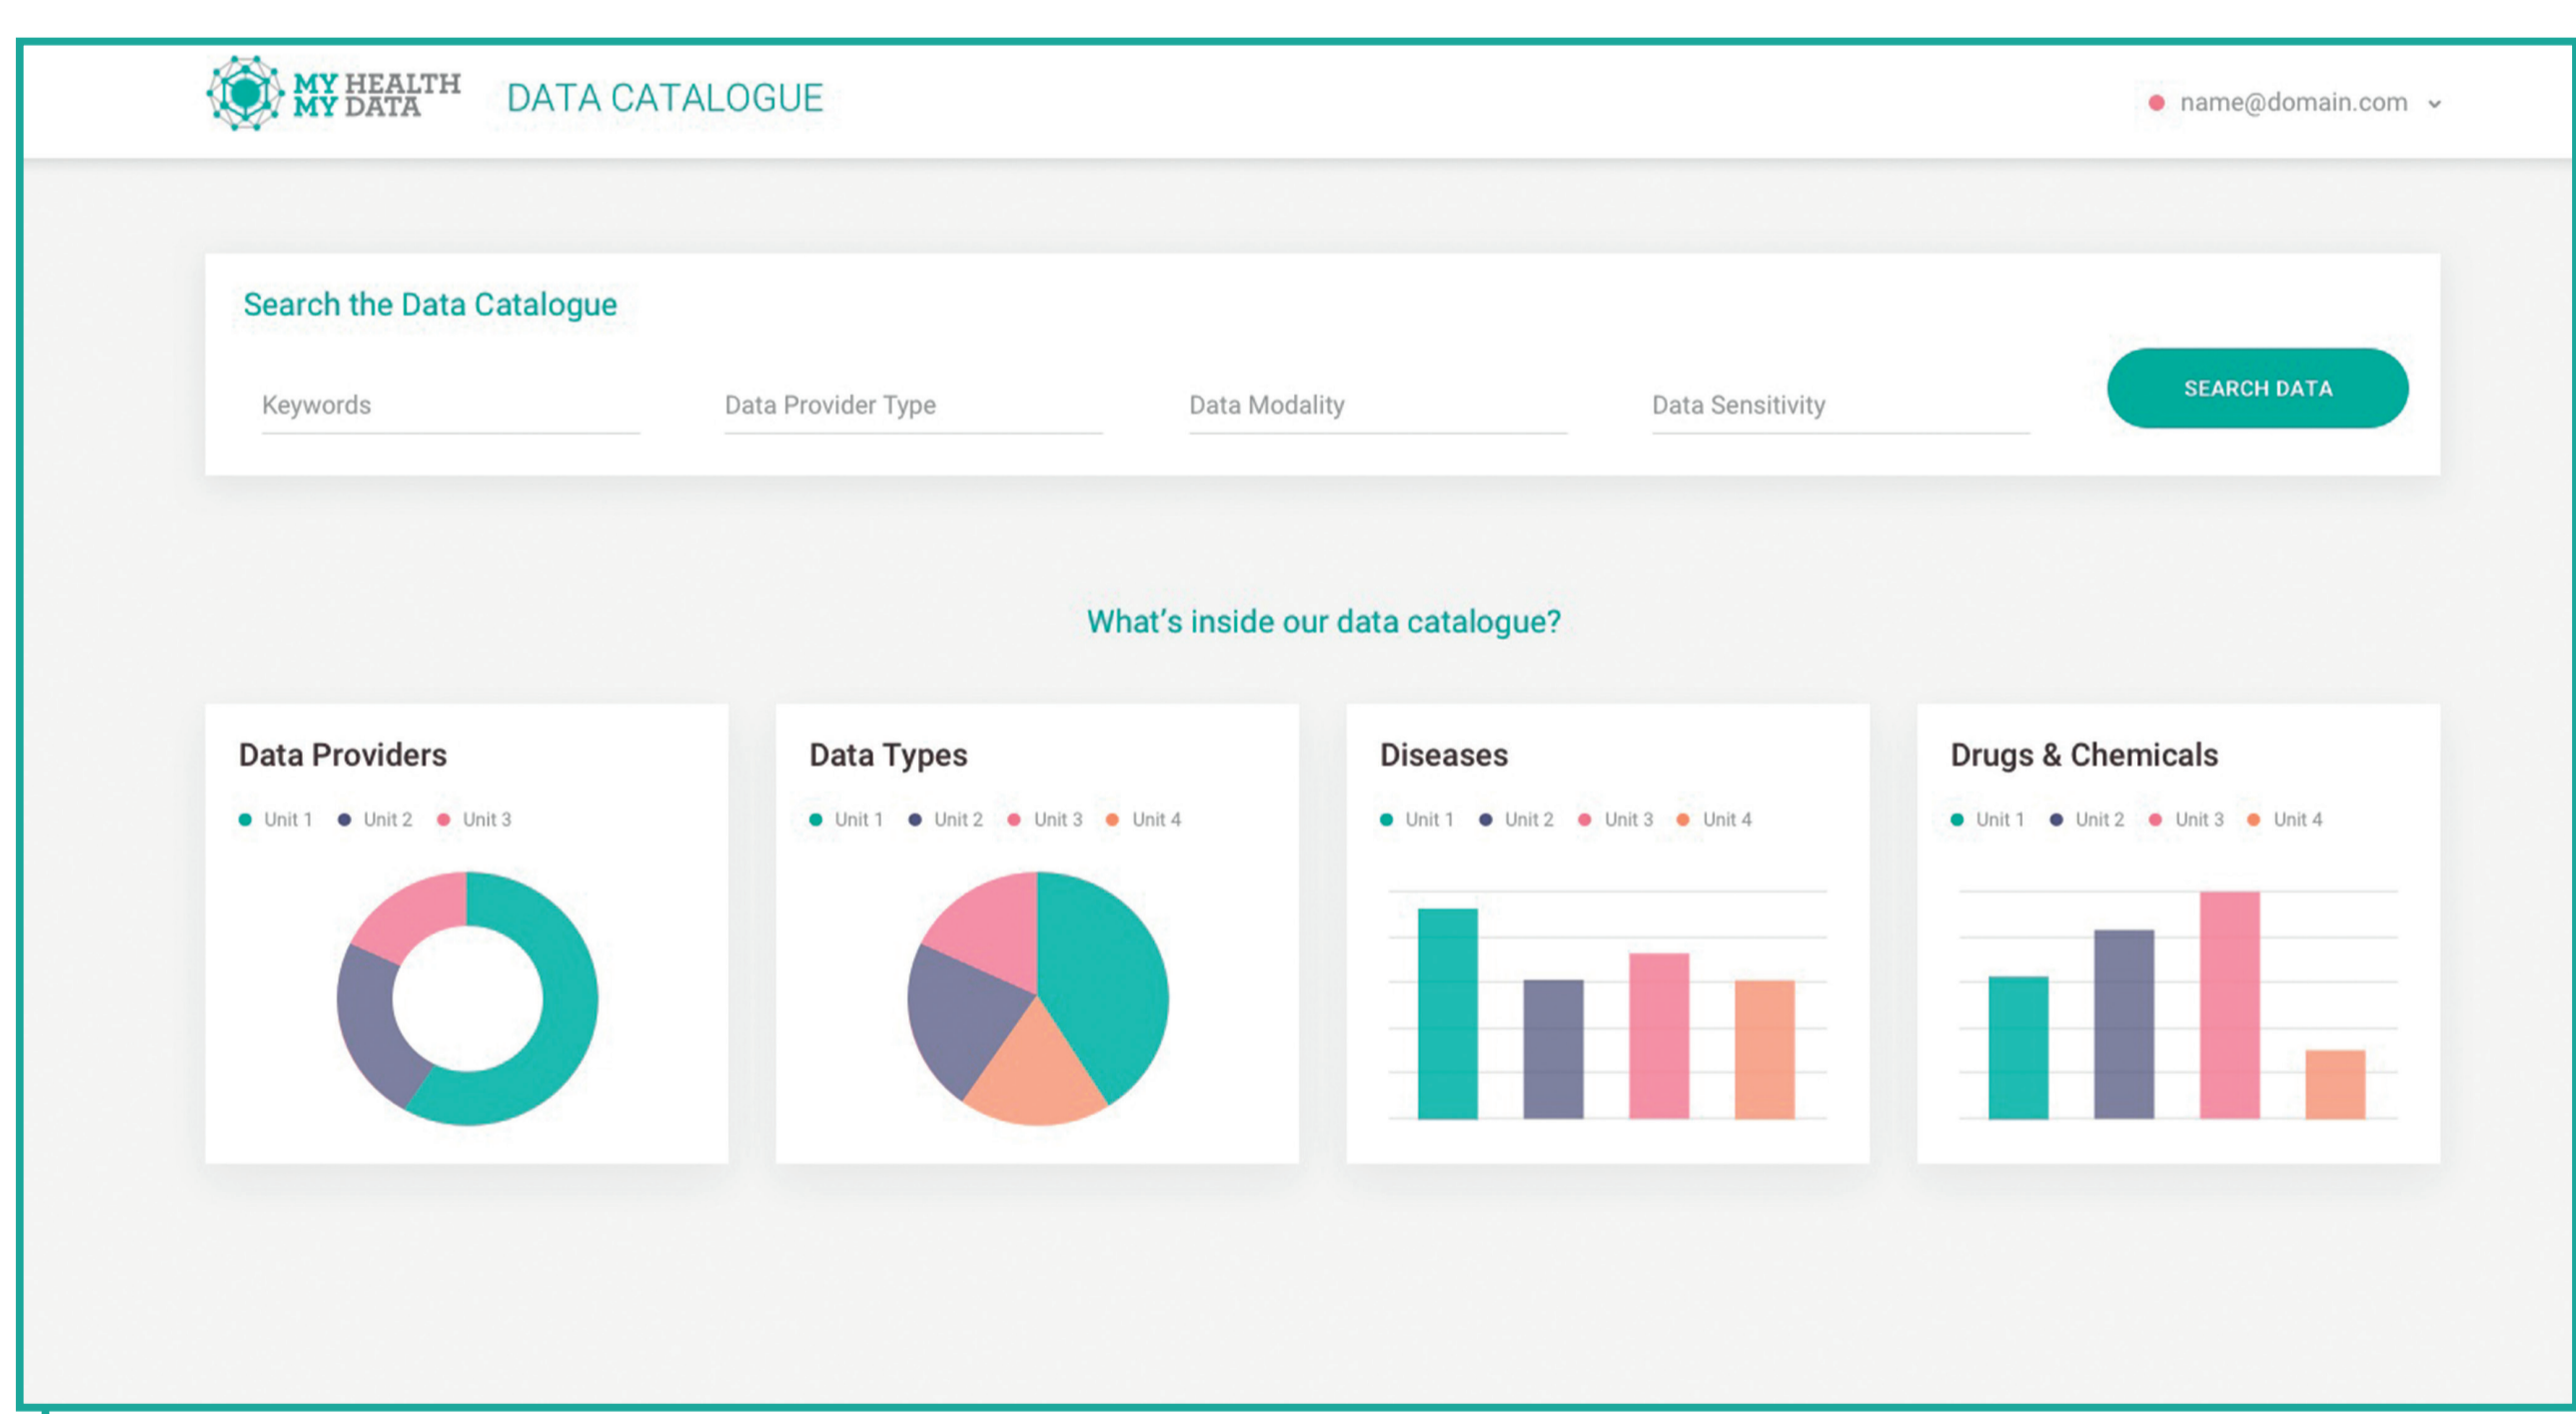 MY HEALTH
MY DATA
DATA CATALOGUE
name@domain.com
Search the Data Catalogue
Keywords
Data Provider Type
Data Modality
Data Sensitivity
SEARCH DATA
What's inside our data catalogue?
Data Providers
Unit 1 Unit 2 Unit 3
Data Types
Unit 1 Unit 2 Unit 3 Unit 4
Diseases
Unit 1 Unit 2 Unit 3 Unit 4
Drugs & Chemicals
Unit 1 Unit 2 Unit 3 Unit 4